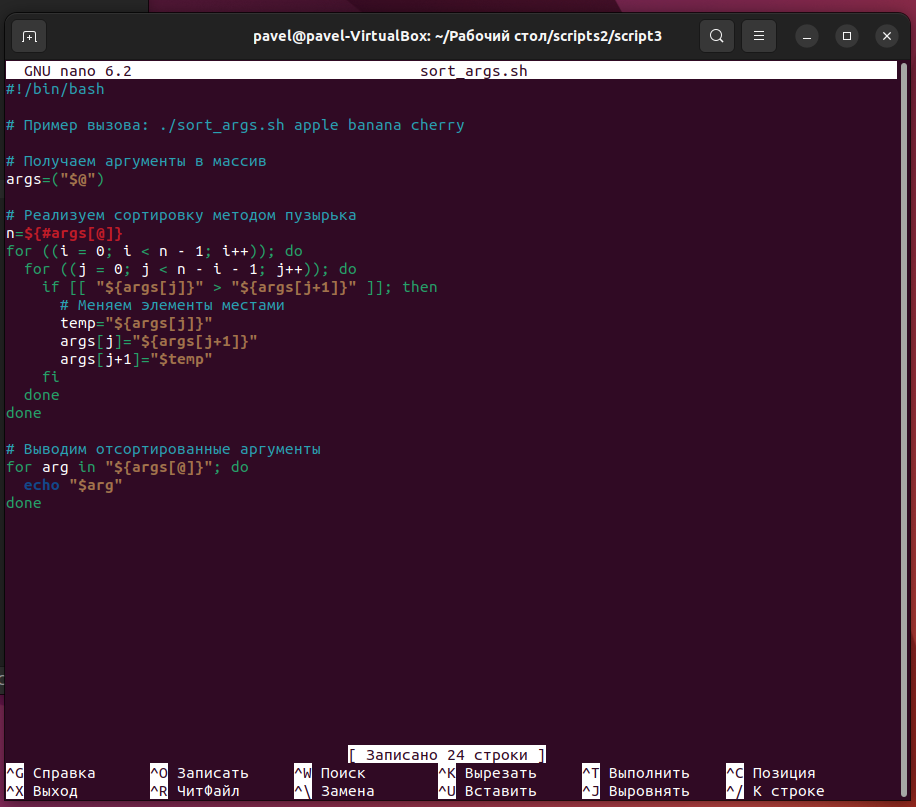 pavel@pavel-VirtualBox: ~/Рабочий стол/scripts2/script3
GNU nano 6.2 sort_args.sh
#!/bin/bash
# Пример вызова: ./sort_args.sh apple banana cherry
# Получаем аргументы в массив
args=("$@")
# Реализуем сортировку методом пузырька
n=${#args[@]}
for ((i = 0; i < n - 1; i++)); do
  for ((j = 0; j < n - i - 1; j++)); do
    if [[ "${args[j]}" > "${args[j+1]}" ]]; then
      # Меняем элементы местами
      temp="${args[j]}"
      args[j]="${args[j+1]}"
      args[j+1]="$temp"
    fi
  done
done
# Выводим отсортированные аргументы
for arg in "${args[@]}"; do
  echo "$arg"
done
[ Записано 24 строки ]
^G Справка ^O Записать ^W Поиск ^K Вырезать ^T Выполнить ^C Позиция
^X Выход ^R ЧитФайл ^\ Замена ^U Вставить ^J Выровнять ^/ К строке